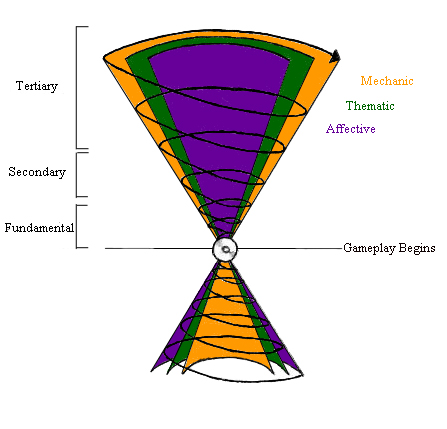 Tertiary
Mechanic
Thematic
Affective
Secondary
Fundamental
Gameplay Begins